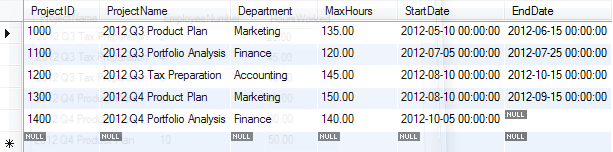 ProjectID ProjectName Department MaxHours StartDate EndDate
1000 2012 Q3 Product Plan Marketing 135.00 2012-05-10 00:00:00 2012-06-15 00:00:00
1100 2012 Q3 Portfolio Analysis Finance 120.00 2012-07-05 00:00:00 2012-07-25 00:00:00
1200 2012 Q3 Tax Preparation Accounting 145.00 2012-08-10 00:00:00 2012-10-15 00:00:00
1300 2012 Q4 Product Plan Marketing 150.00 2012-08-10 00:00:00 2012-09-15 00:00:00
1400 2012 Q4 Portfolio Analysis Finance 140.00 2012-10-05 00:00:00 NULL
NULL NULL NULL NULL NULL NULL